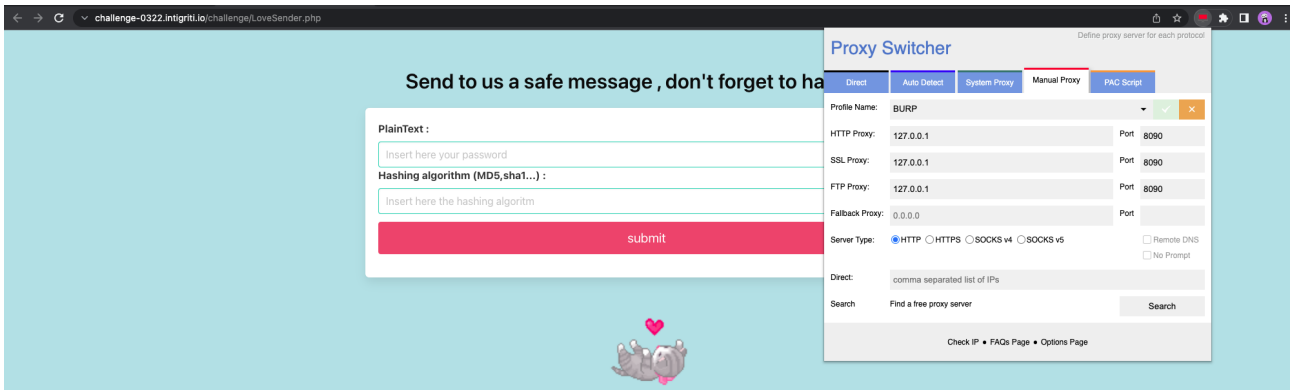 challenge-0322.intigriti.io/challenge/LoveSender.php
Send to us a safe message , don't forget to ha
PlainText :
Insert here your password
Hashing algorithm (MD5,sha1...) :
Insert here the hashing algoritm
submit
Define proxy server for each protocol
Proxy Switcher
Direct Auto Detect System Proxy Manual Proxy PAC Script
Profile Name: BURP
HTTP Proxy: 127.0.0.1 Port 8090
SSL Proxy: 127.0.0.1 Port 8090
FTP Proxy: 127.0.0.1 Port 8090
Fallback Proxy: 0.0.0.0 Port
Server Type: HTTP HTTPS SOCKS v4 SOCKS v5 Remote DNS
No Prompt
Direct: comma separated list of IPs
Search Find a free proxy server Search
Check IP ● FAQs Page ● Options Page